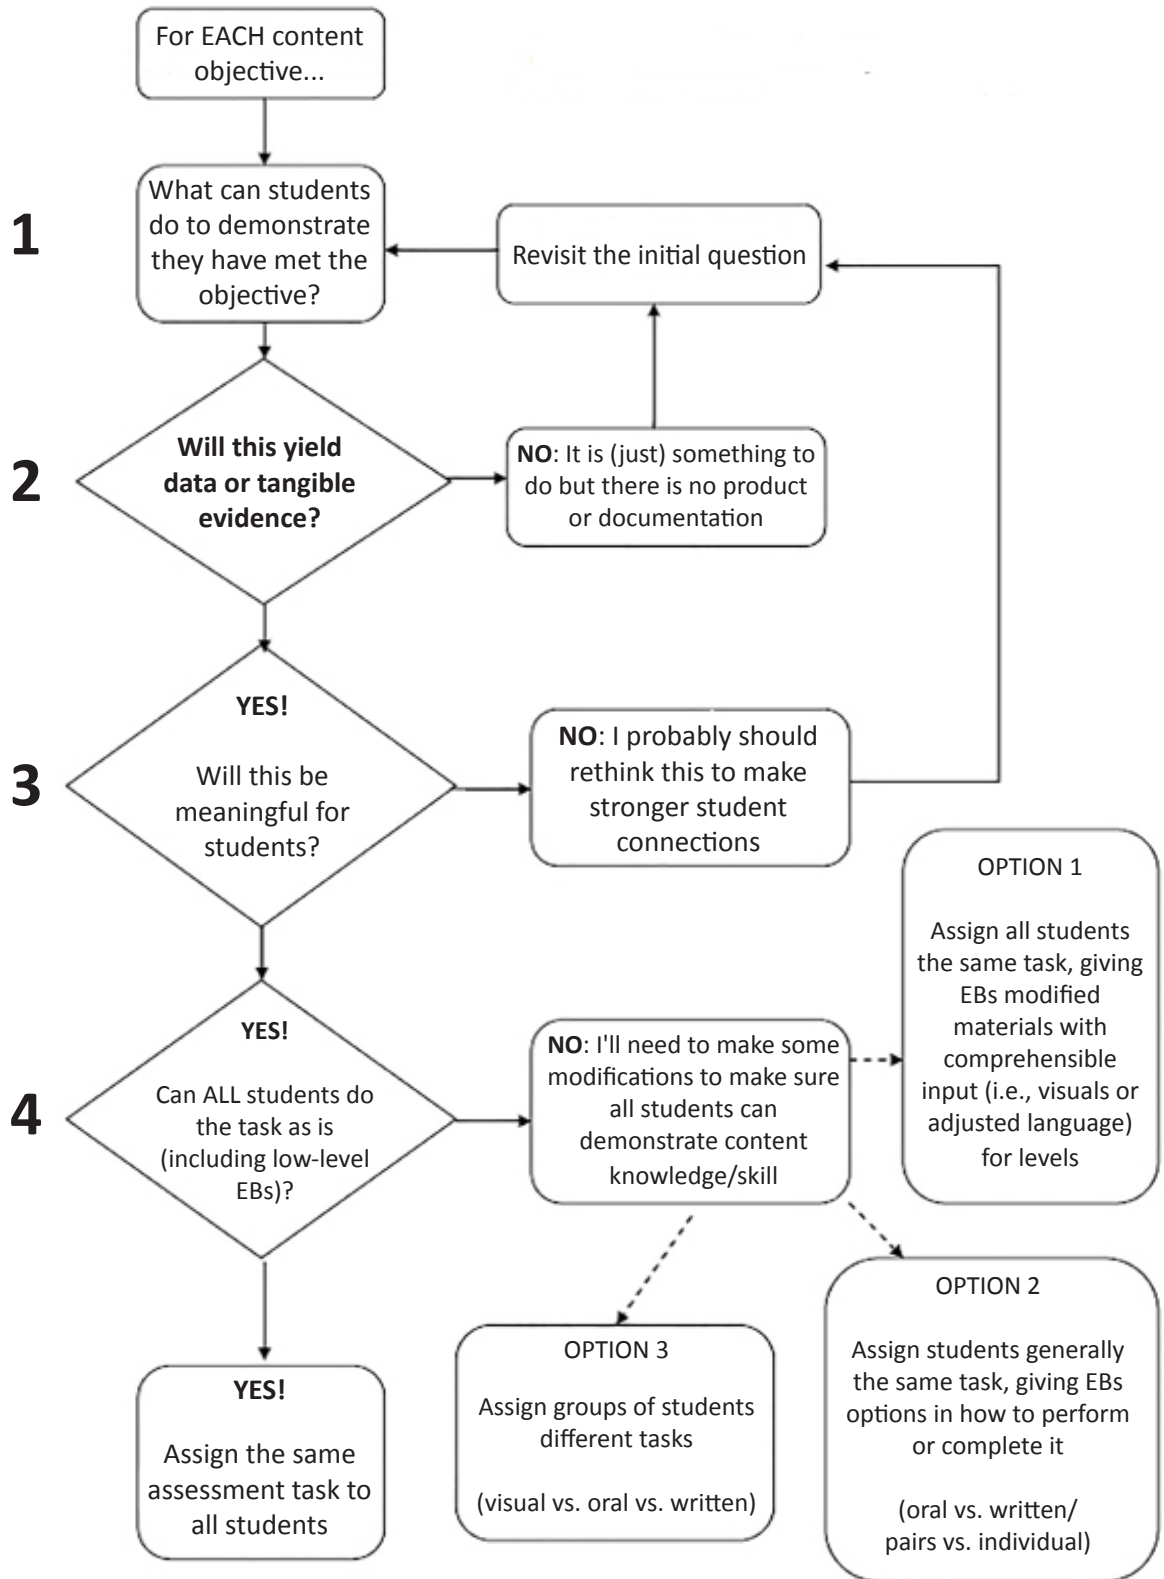 For EACH content
objective...
1
What can students
do to demonstrate
they have met the
objective?
Revisit the initial question
2
Will this yield
data or tangible
evidence?
NO: It is (just) something to
do but there is no product
or documentation
3
YES!
Will this be
meaningful for
students?
NO: I probably should
rethink this to make
stronger student
connections
4
YES!
Can ALL students do
the task as is
(including low-level
EBs)?
NO: I'll need to make some
modifications to make sure
all students can
demonstrate content
knowledge/skill
OPTION 1
Assign all students
the same task, giving
EBs modified
materials with
comprehensible
input (i.e., visuals or
adjusted language)
for levels
OPTION 2
Assign students generally
the same task, giving EBs
options in how to perform
or complete it
(oral vs. written/
pairs vs. individual)
OPTION 3
Assign groups of students
different tasks
(visual vs. oral vs. written)
YES!
Assign the same
assessment task to
all students